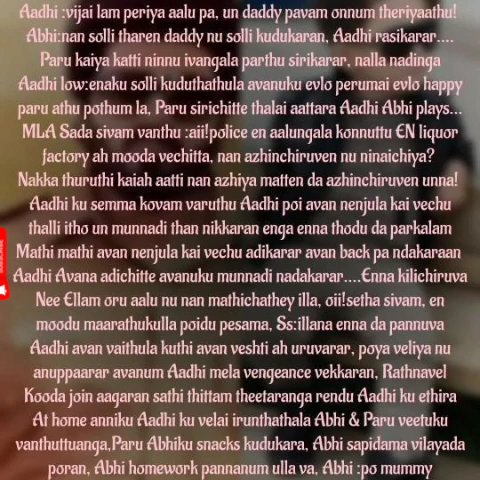 Aadhi :vijai lam periya aalu pa, un daddy pavam onnum theriyaathu!
Abhi:nan solli tharen daddy nu solli kudukaran, Aadhi rasikarar....
Paru kaiya katti ninnu ivangala parthu sirikarar, nalla nadinga
Aadhi low:enaku solli kuduthathula avanuku evlo perumai evlo happy
paru athu pothum la, Paru sirichitte thalai aattara Aadhi Abhi plays...
MLA Sada sivam vanthu :aii!police en aalungala konnuttu EN liquor
factory ah mooda vechitta, nan azhinchiruven nu ninaichiya?
Nakka thuruthi kaiah aatti nan azhiya matten da azhinchiruven unna!
Aadhi ku semma kovam varuthu Aadhi poi avan nenjula kai vechu
thalli itho un munnadi than nikkaran enga enna thodu da parkalam
Mathi mathi avan nenjula kai vechu adikarar avan back pa ndakaraan
Aadhi Avana adichitte avanuku munnadi nadakarar....Enna kilichiruva
Nee Ellam oru aalu nu nan mathichathey illa, oii!setha sivam, en
moodu maarathukulla poidu pesama, Ss:illana enna da pannuva
Aadhi avan vaithula kuthi avan veshti ah uruvarar, poya veliya nu
anuppaarar avanum Aadhi mela vengeance vekkaran, Rathnavel
Kooda join aagaran sathi thittam theetaranga rendu Aadhi ku ethira
At home anniku Aadhi ku velai irunthathala Abhi & Paru veetuku
vanthuttuanga,Paru Abhiku snacks kudukara, Abhi sapidama vilayada
poran, Abhi homework pannanum ulla va, Abhi :po mummy
SUBSCRIBE